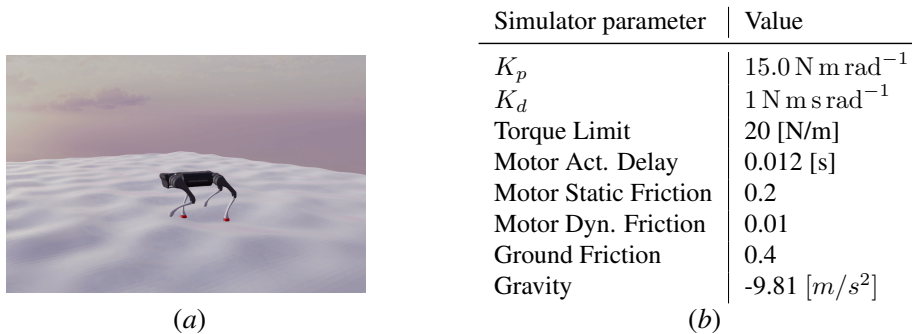 Simulator parameter Value
K_p 15.0 N m rad^{-1}
K_d 1 N m s rad^{-1}
Torque Limit 20 [N/m]
Motor Act. Delay 0.012 [s]
Motor Static Friction 0.2
Motor Dyn. Friction 0.01
Ground Friction 0.4
Gravity -9.81 [m/s^2]
(a) (b)